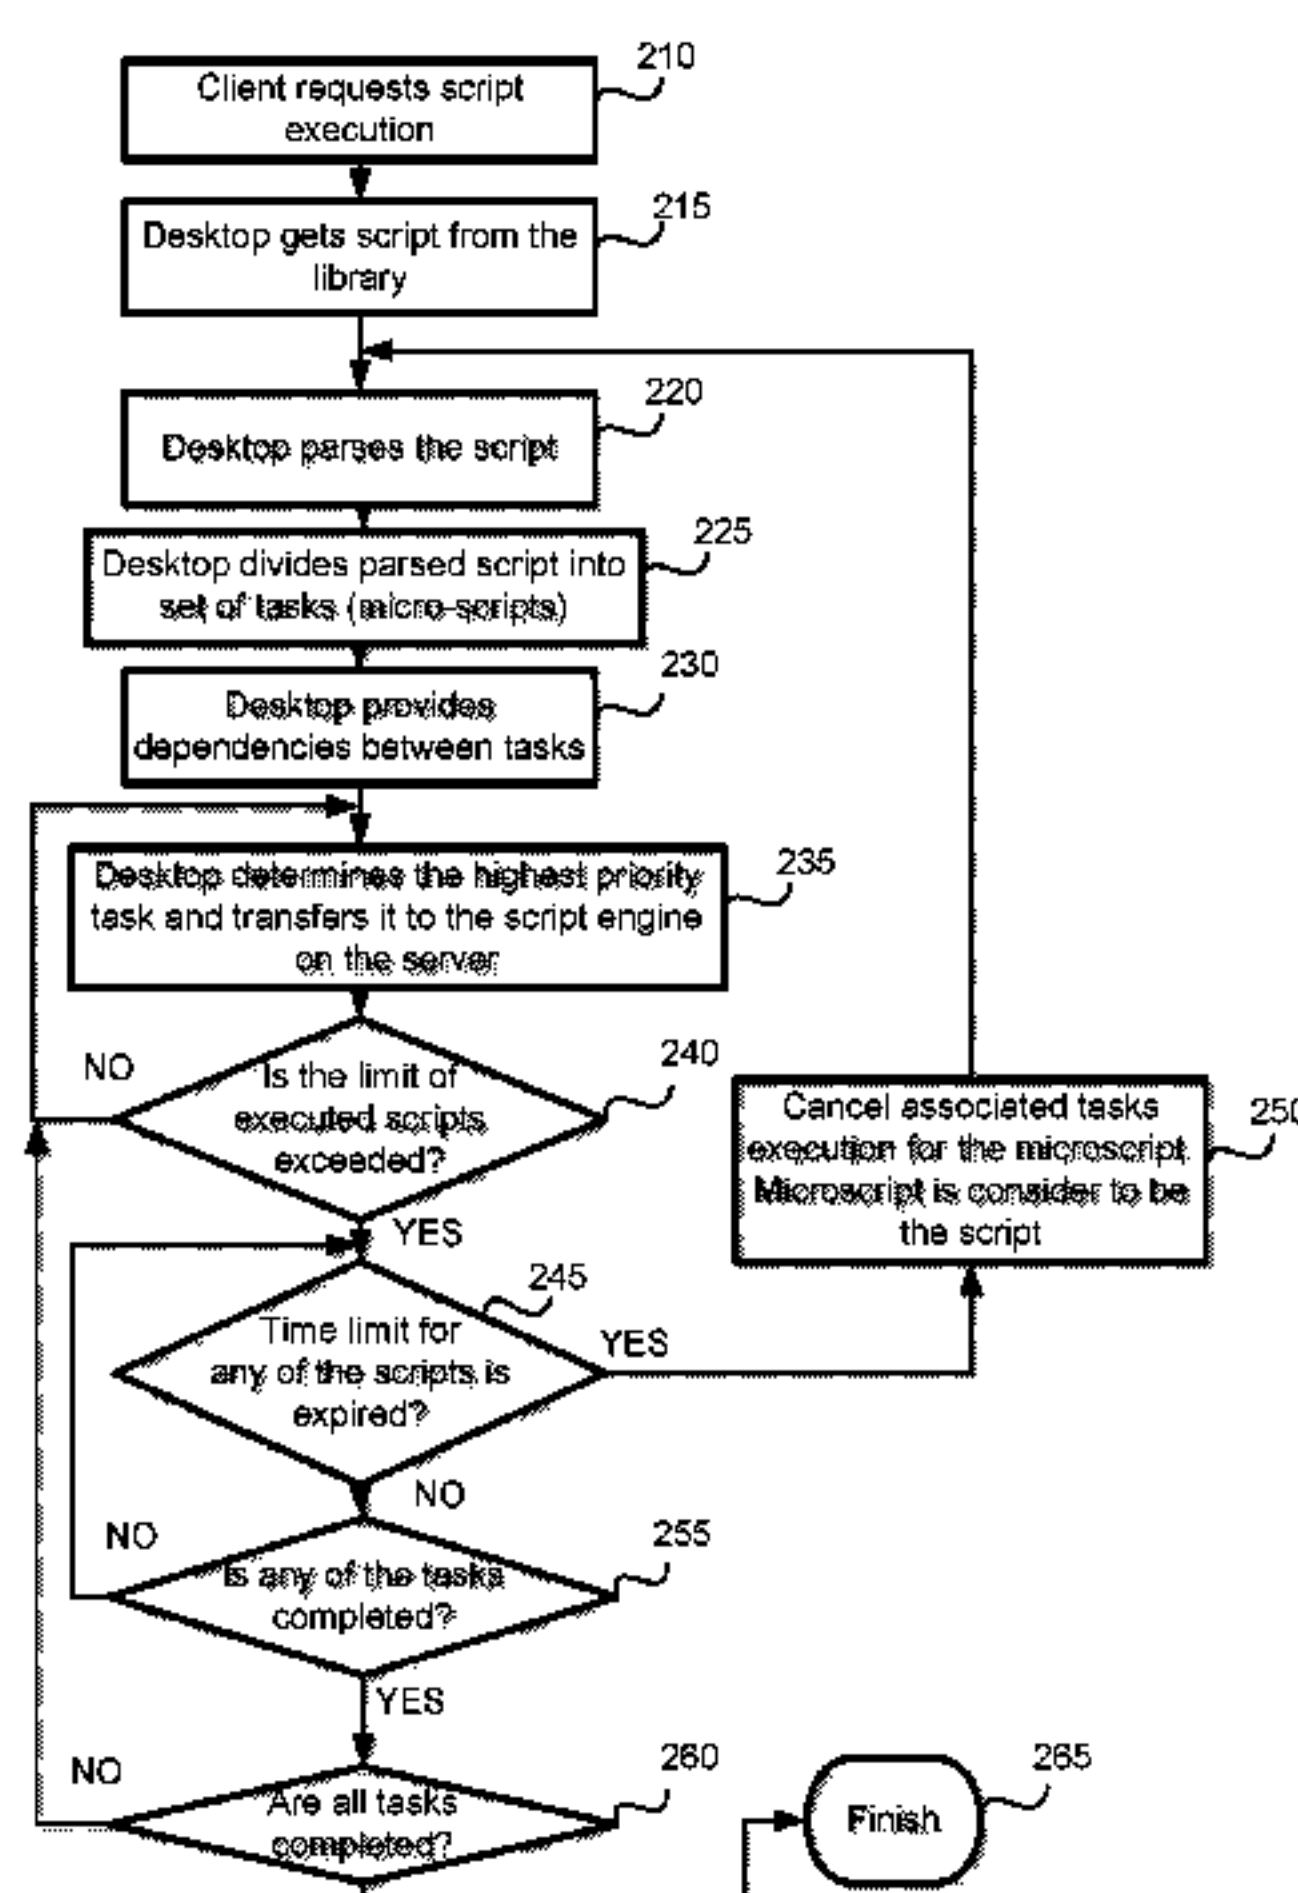 210
Client requests script
execution
215
Desktop gets script from the
library
220
Desktop parses the script
225
Desktop divides parsed script into
set of tasks (micro-scripts)
230
Desktop provides
dependencies between tasks
235
Desktop determines the highest priority
task and transfers it to the script engine
on the server
240
NO
Is the limit of
executed scripts
exceeded?
YES
250
Cancel associated tasks
execution for the microscript.
Microscript is consider to be
the script
245
Time limit for
any of the scripts is
expired?
YES
NO
255
NO
Is any of the tasks
completed?
YES
260
NO
Are all tasks
completed?
265
Finish